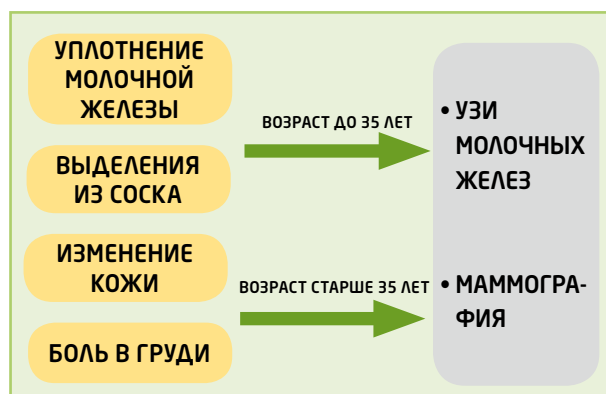 УПЛОТНЕНИЕ
МОЛОЧНОЙ
ЖЕЛЕЗЫ
ВЫДЕЛЕНИЯ
ИЗ СОСКА
ИЗМЕНЕНИЕ
КОЖИ
БОЛЬ В ГРУДИ
ВОЗРАСТ ДО 35 ЛЕТ
ВОЗРАСТ СТАРШЕ 35 ЛЕТ
• УЗИ
МОЛОЧНЫХ
ЖЕЛЕЗ
• МАММОГРА-
ФИЯ